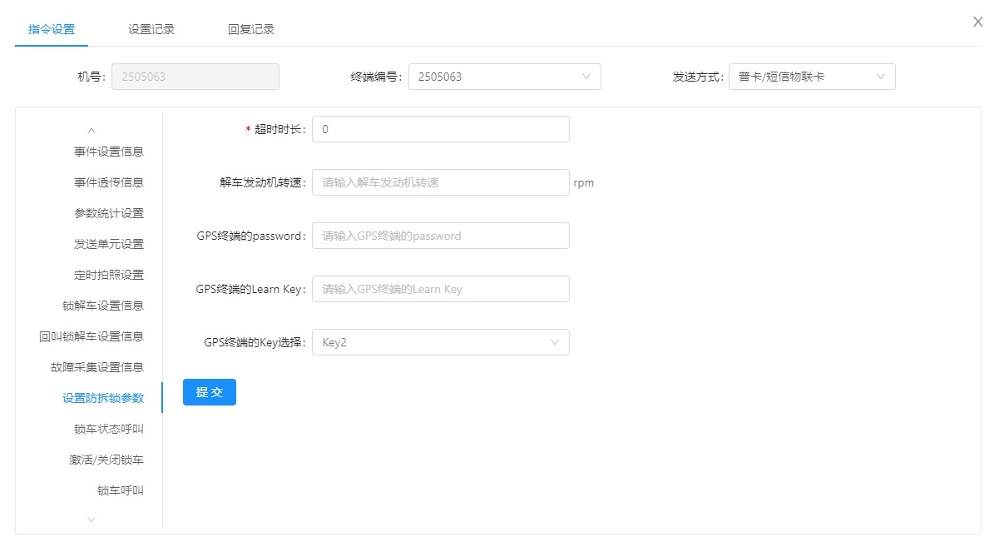 指令设置 设置记录 回复记录 X
机号: 2505063 终端编号: 2505063 发送方式: 普卡/短信物联卡
事件设置信息
事件透传信息
参数统计设置
发送单元设置
定时拍照设置
锁解车设置信息
回叫锁解车设置信息
故障采集设置信息
设置防拆锁参数
锁车状态呼叫
激活/关闭锁车
锁车呼叫
* 超时时长: 0
解车发动机转速: 请输入解车发动机转速 rpm
GPS终端的password: 请输入GPS终端的password
GPS终端的Learn Key: 请输入GPS终端的Learn Key
GPS终端的Key选择: Key2
提 交